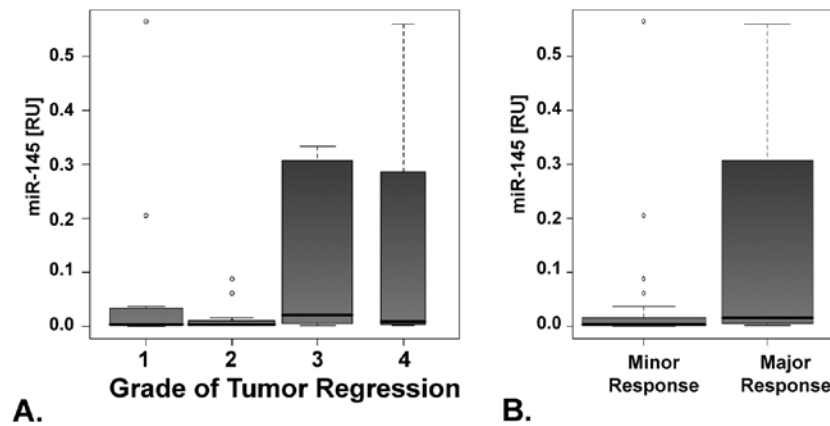 miR-145 [RU]
0.5
0.4
0.3
0.2
0.1
0.0
1 2 3 4
Grade of Tumor Regression
A.
miR-145 [RU]
0.5
0.4
0.3
0.2
0.1
0.0
Minor Response
Major Response
B.